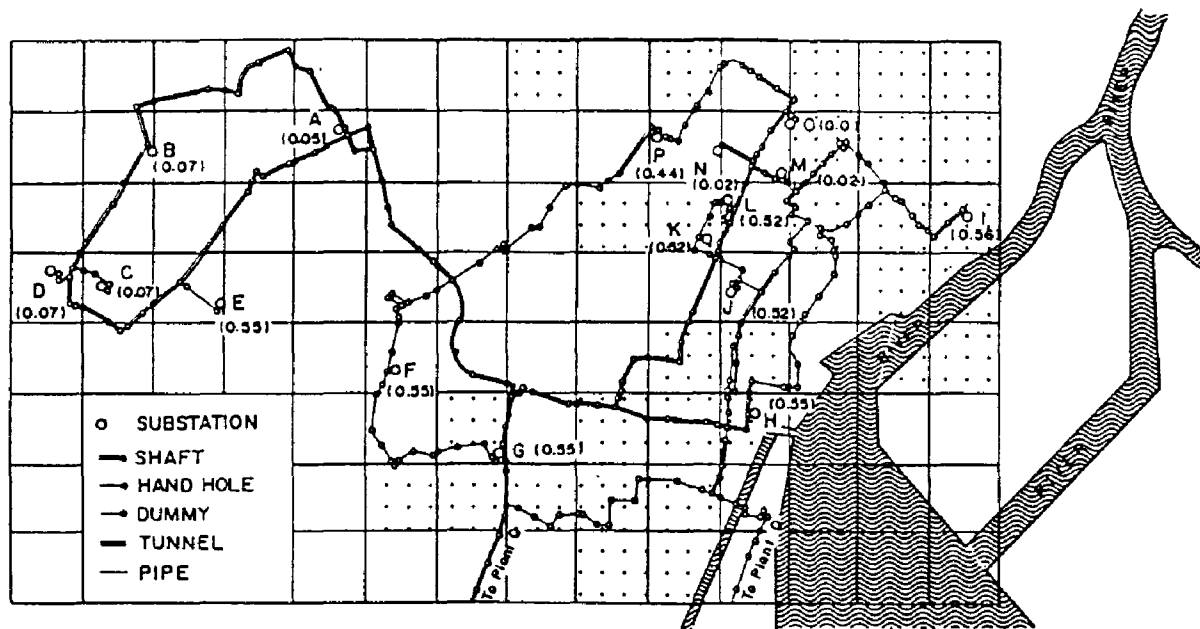 A
(0.05)
B
(0.07)
C
(0.07)
D
(0.07)
E
(0.55)
F
(0.55)
G (0.55)
H
(0.55)
I
(0.56)
J
(0.52)
K
(0.52)
L
(0.52)
M
(0.02)
N
(0.02)
O (0.0)
P
(0.44)
SUBSTATION
SHAFT
HAND HOLE
DUMMY
TUNNEL
PIPE
To Plant
To Plant
RIVER
RIVER
RIVER